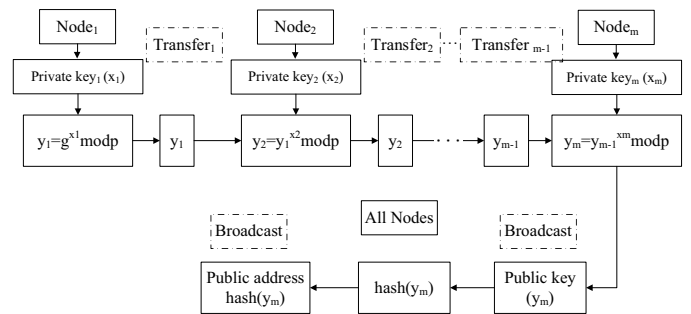 Node₁
Node₂
Nodeₘ
Transfer₁
Transfer₂
...
Transfer ₘ₋₁
Private key₁ (x₁)
Private key₂ (x₂)
Private keyₘ (xₘ)
y₁=gˣ¹modp
y₁
y₂=y₁ˣ²modp
y₂
...
yₘ₋₁
yₘ=yₘ₋₁ˣᵐmodp
All Nodes
Broadcast
Broadcast
Public address
hash(yₘ)
hash(yₘ)
Public key
(yₘ)